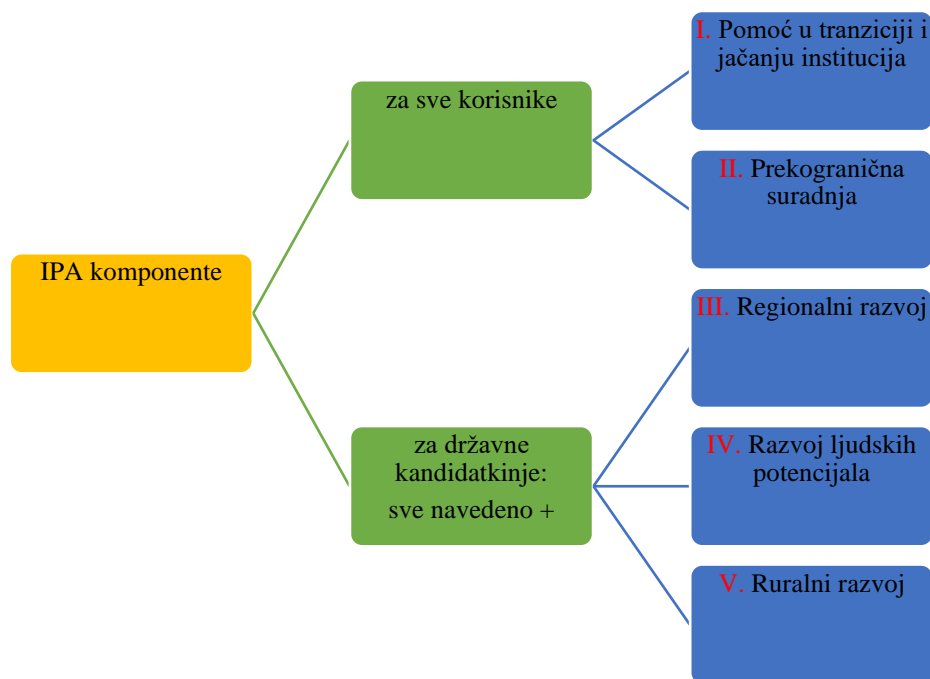 IPA komponente
za sve korisnike
I. Pomoć u tranziciji i
jačanju institucija
II. Prekogranična
suradnja
za državne
kandidatkinje:
sve navedeno +
III. Regionalni razvoj
IV. Razvoj ljudskih
potencijala
V. Ruralni razvoj